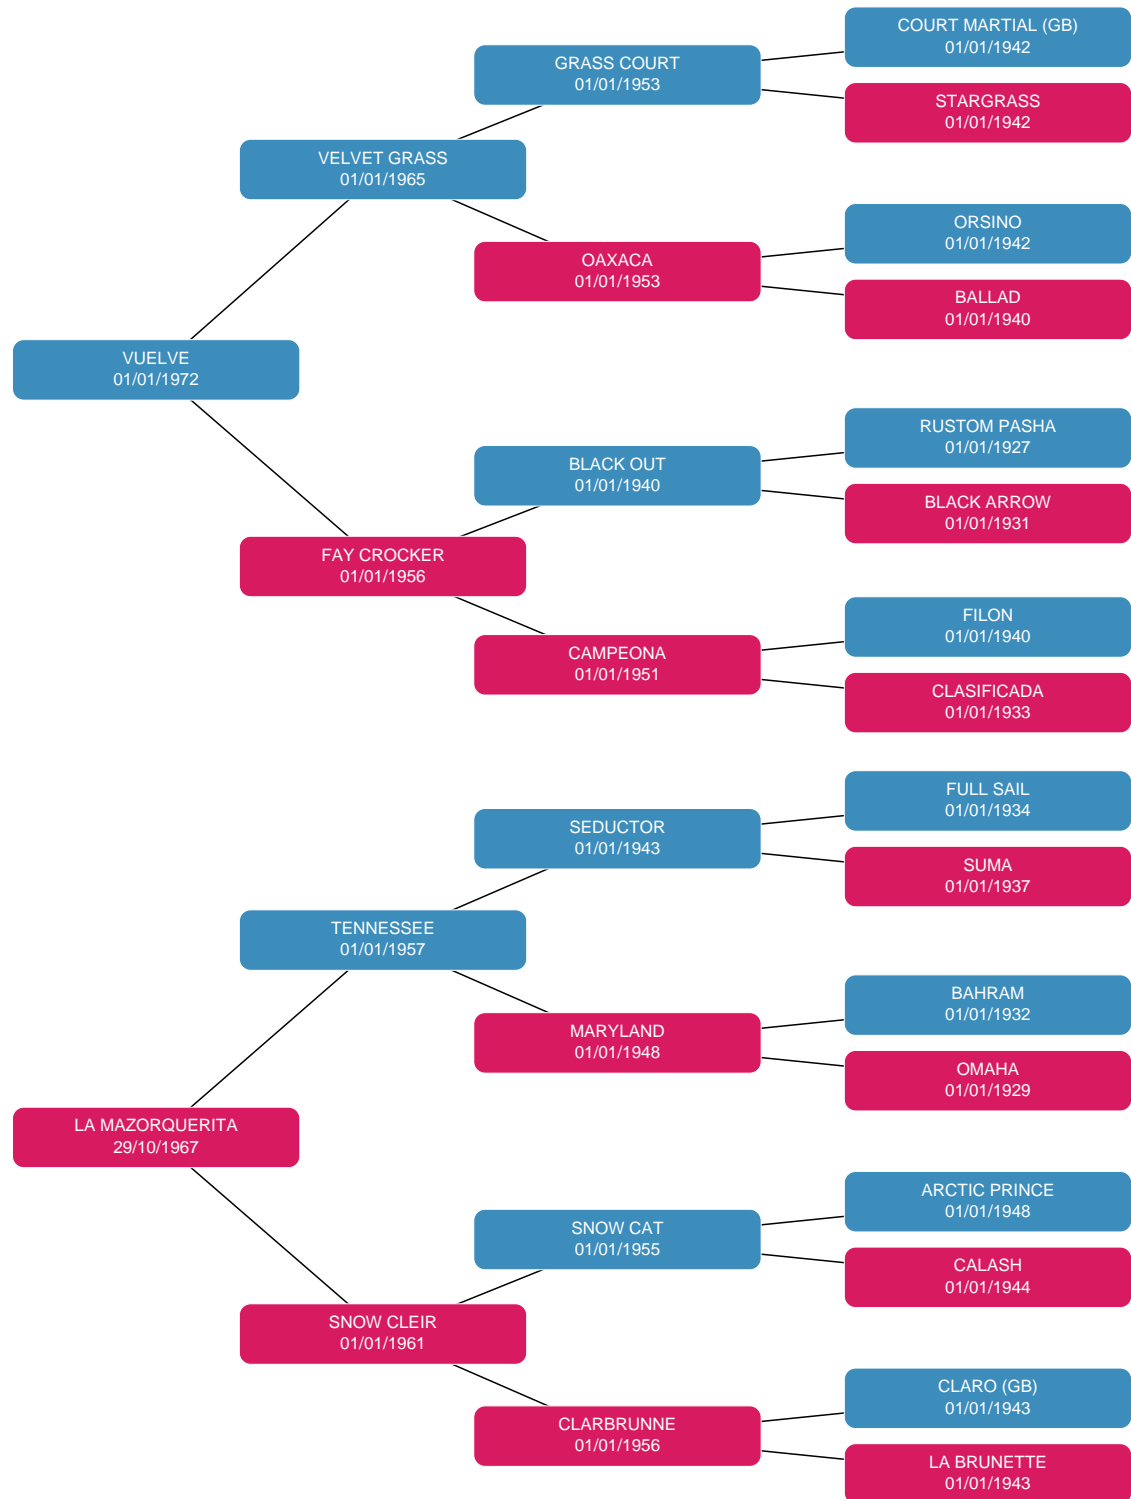 COURT MARTIAL (GB)
01/01/1942
GRASS COURT
01/01/1953
STARGRASS
01/01/1942
VELVET GRASS
01/01/1965
ORSINO
01/01/1942
OAXACA
01/01/1953
BALLAD
01/01/1940
VUELVE
01/01/1972
RUSTOM PASHA
01/01/1927
BLACK OUT
01/01/1940
BLACK ARROW
01/01/1931
FAY CROCKER
01/01/1956
FILON
01/01/1940
CAMPEONA
01/01/1951
CLASIFICADA
01/01/1933
FULL SAIL
01/01/1934
SEDUCTOR
01/01/1943
SUMA
01/01/1937
TENNESSEE
01/01/1957
BAHRAM
01/01/1932
MARYLAND
01/01/1948
OMAHA
01/01/1929
LA MAZORQUERITA
29/10/1967
ARCTIC PRINCE
01/01/1948
SNOW CAT
01/01/1955
CALASH
01/01/1944
SNOW CLEIR
01/01/1961
CLARO (GB)
01/01/1943
CLARBRUNNE
01/01/1956
LA BRUNETTE
01/01/1943